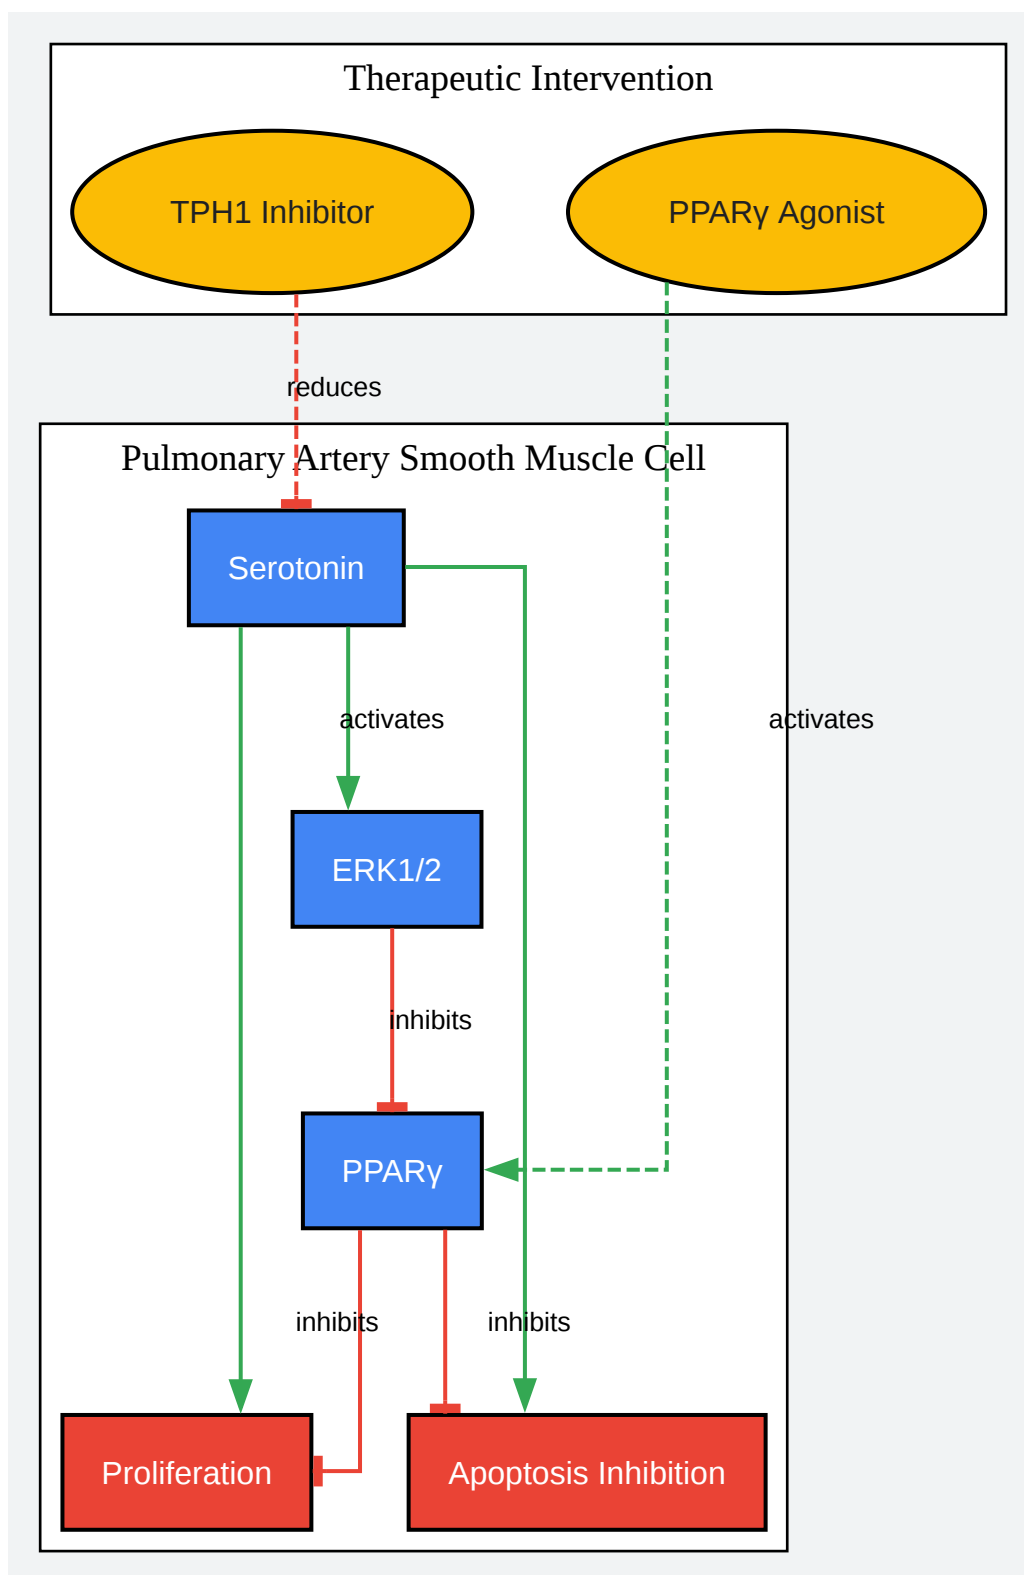 Therapeutic Intervention
TPH1 Inhibitor
PPARγ Agonist
reduces
Pulmonary Artery Smooth Muscle Cell
Serotonin
activates
activates
ERK1/2
inhibits
PPARγ
inhibits
inhibits
Proliferation
Apoptosis Inhibition